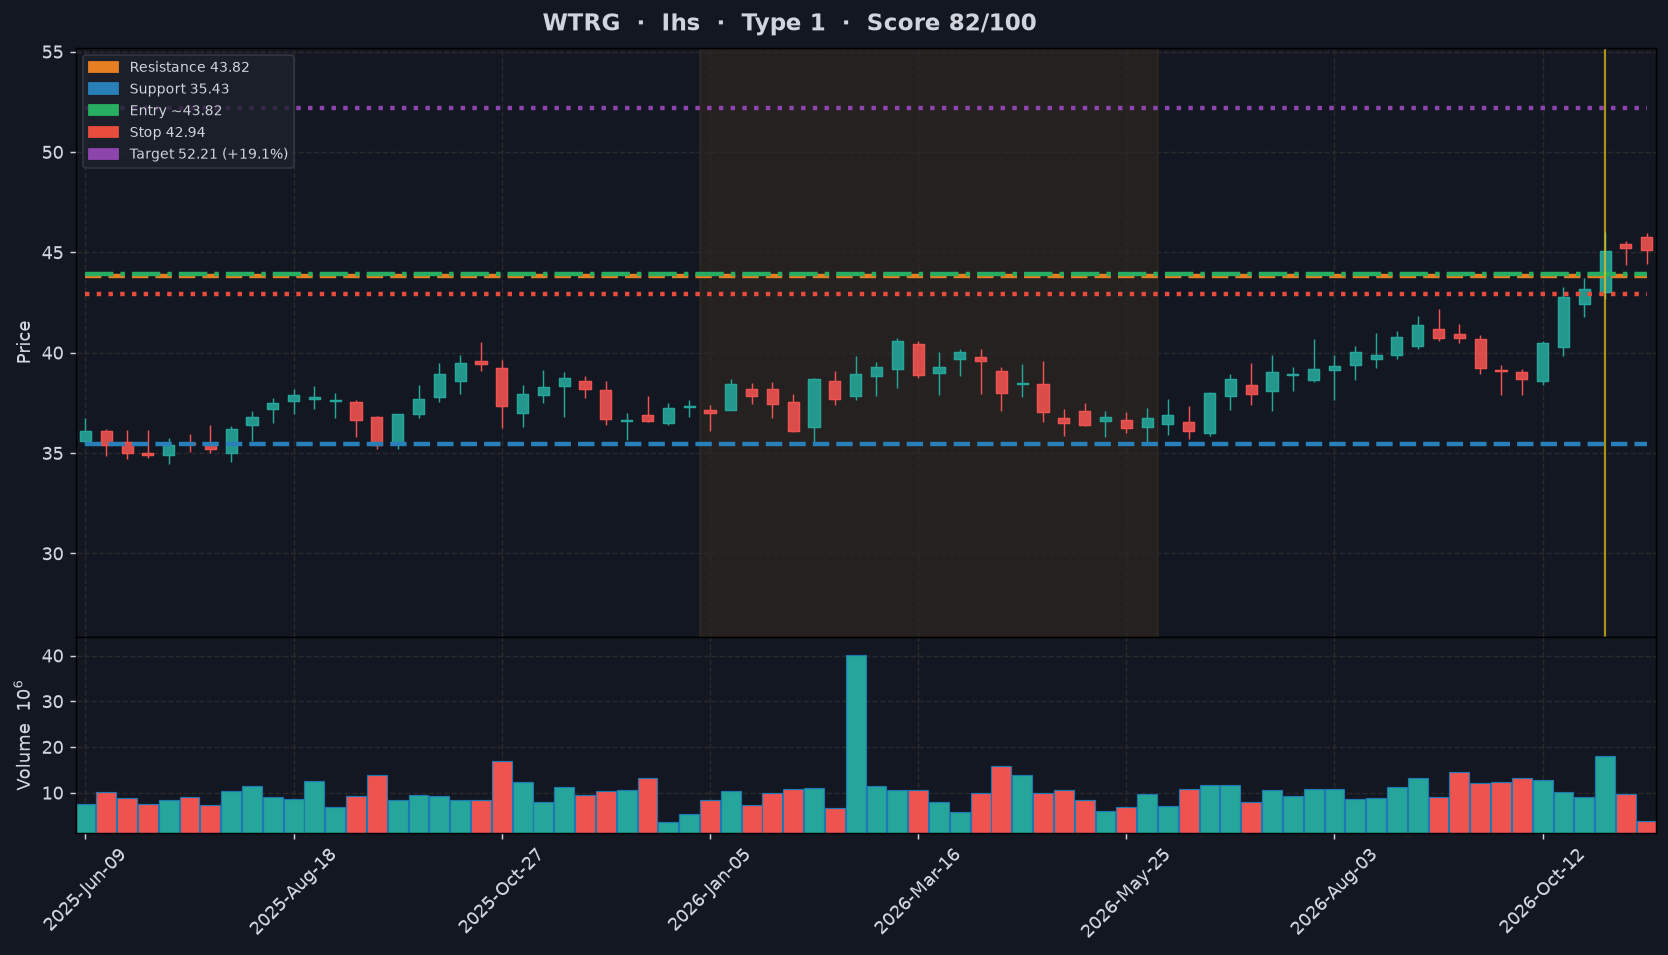 WTRG · Ihs · Type 1 · Score 82/100
Resistance 43.82
Support 35.43
Entry ~43.82
Stop 42.94
Target 52.21 (+19.1%)
Price
55
50
45
40
35
30
Volume 10⁶
40
30
20
10
2025-Jun-09
2025-Aug-18
2025-Oct-27
2026-Jan-05
2026-Mar-16
2026-May-25
2026-Aug-03
2026-Oct-12